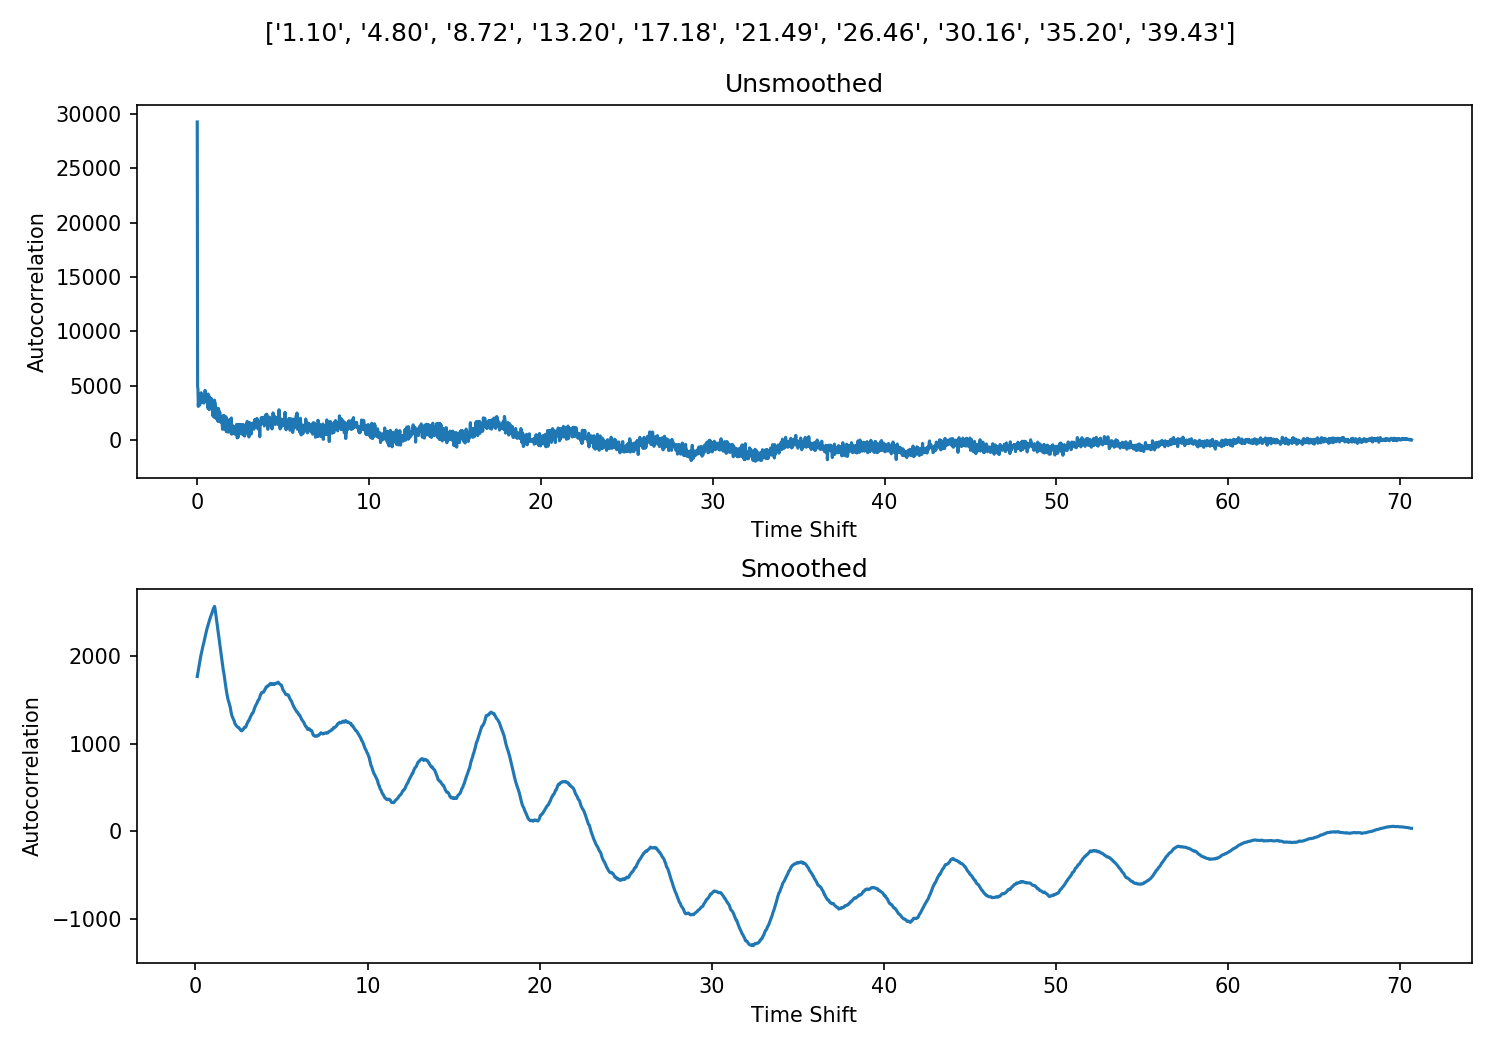 ['1.10', '4.80', '8.72', '13.20', '17.18', '21.49', '26.46', '30.16', '35.20', '39.43']
Unsmoothed
30000
25000
20000
15000
10000
5000
0
Autocorrelation
0 10 20 30 40 50 60 70
Time Shift
Smoothed
2000
1000
0
−1000
Autocorrelation
0 10 20 30 40 50 60 70
Time Shift